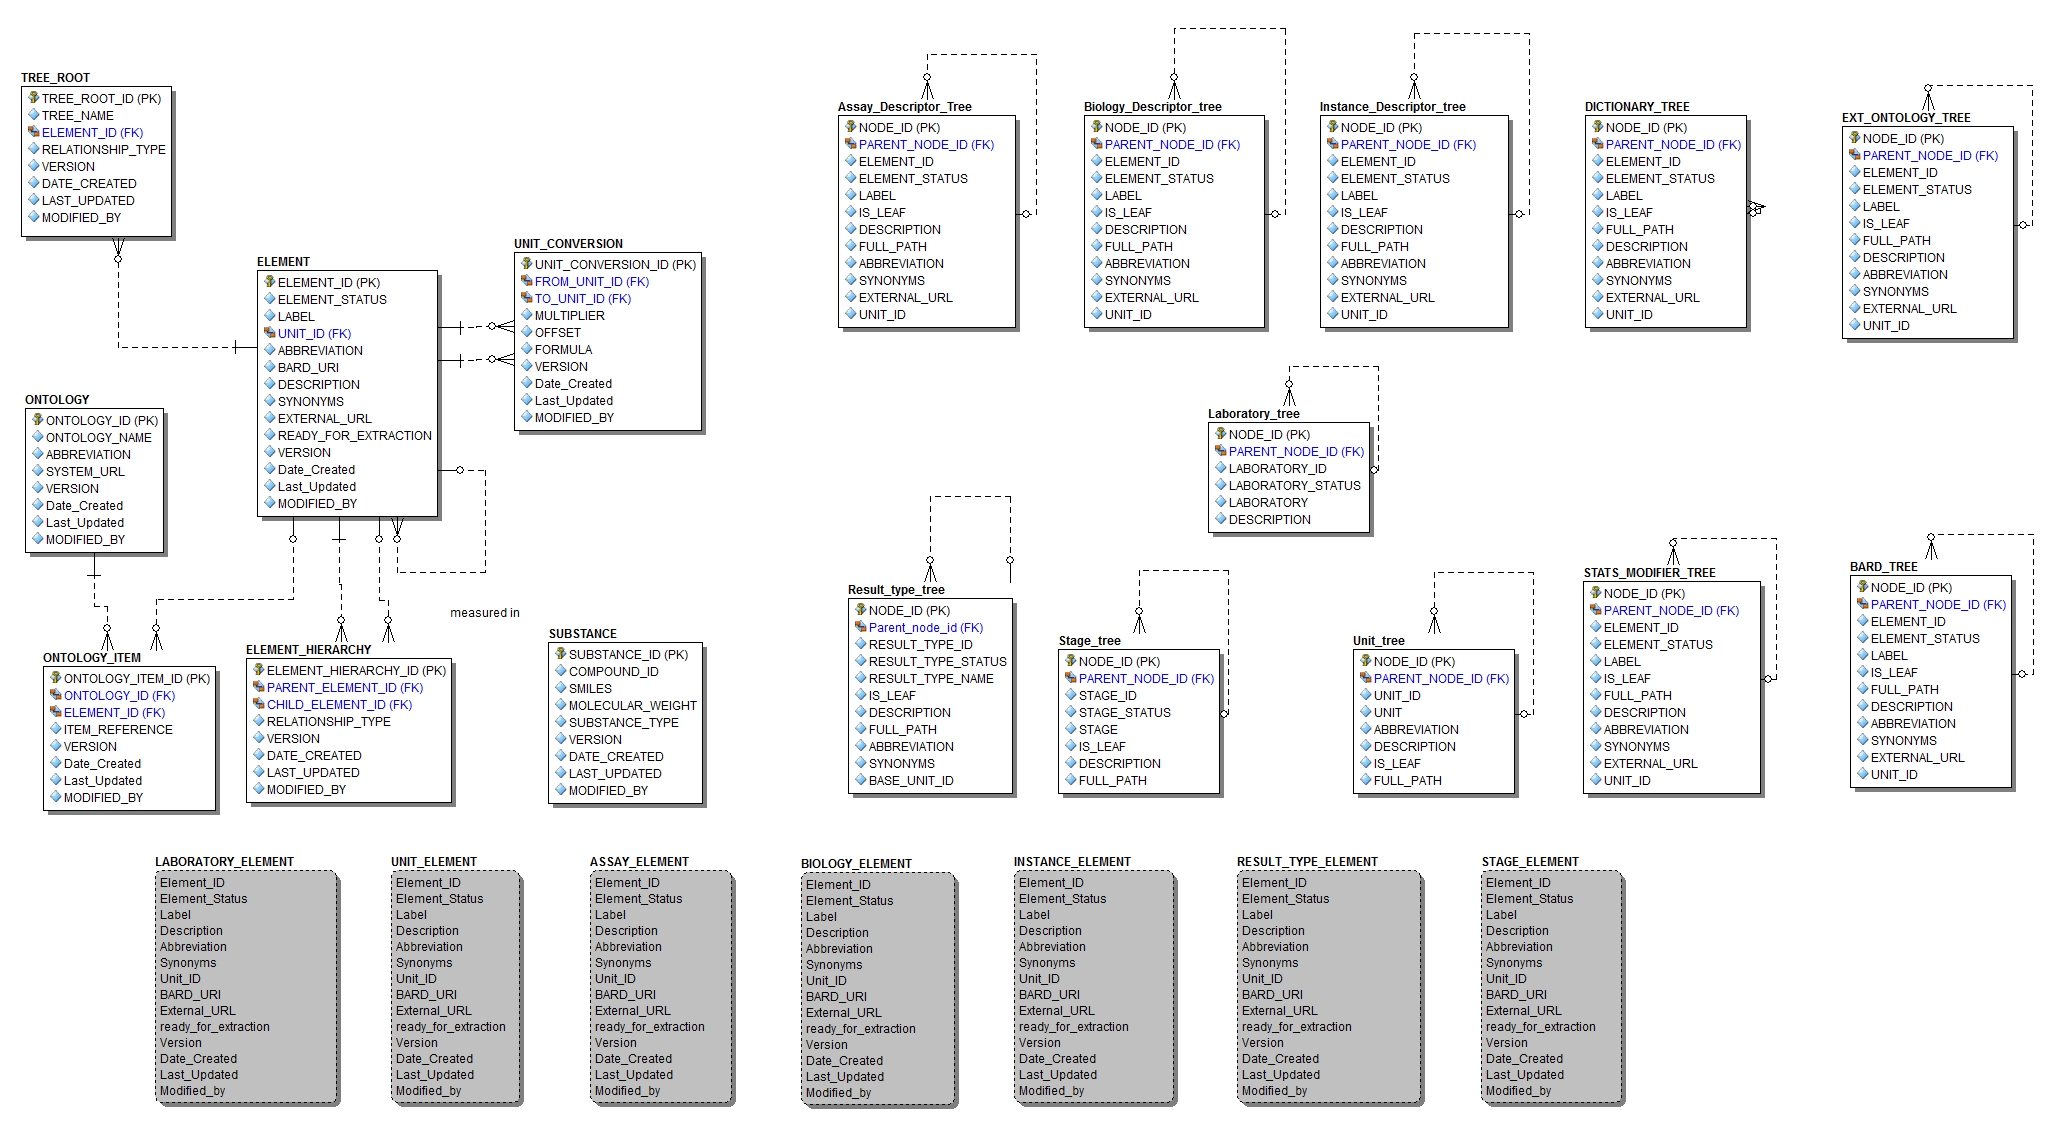 TREE_ROOT
TREE_ROOT_ID (PK)
TREE_NAME
ELEMENT_ID (FK)
RELATIONSHIP_TYPE
VERSION
DATE_CREATED
LAST_UPDATED
MODIFIED_BY
ELEMENT
ELEMENT_ID (PK)
ELEMENT_STATUS
LABEL
UNIT_ID (FK)
ABBREVIATION
BARD_URI
DESCRIPTION
SYNONYMS
EXTERNAL_URL
READY_FOR_EXTRACTION
VERSION
Date_Created
Last_Updated
MODIFIED_BY
UNIT_CONVERSION
UNIT_CONVERSION_ID (PK)
FROM_UNIT_ID (FK)
TO_UNIT_ID (FK)
MULTIPLIER
OFFSET
FORMULA
VERSION
Date_Created
Last_Updated
MODIFIED_BY
ONTOLOGY
ONTOLOGY_ID (PK)
ONTOLOGY_NAME
ABBREVIATION
SYSTEM_URL
VERSION
Date_Created
Last_Updated
MODIFIED_BY
measured in
ONTOLOGY_ITEM
ONTOLOGY_ITEM_ID (PK)
ONTOLOGY_ID (FK)
ELEMENT_ID (FK)
ITEM_REFERENCE
VERSION
Date_Created
Last_Updated
MODIFIED_BY
ELEMENT_HIERARCHY
ELEMENT_HIERARCHY_ID (PK)
PARENT_ELEMENT_ID (FK)
CHILD_ELEMENT_ID (FK)
RELATIONSHIP_TYPE
VERSION
DATE_CREATED
LAST_UPDATED
MODIFIED_BY
SUBSTANCE
SUBSTANCE_ID (PK)
COMPOUND_ID
SMILES
MOLECULAR_WEIGHT
SUBSTANCE_TYPE
VERSION
DATE_CREATED
LAST_UPDATED
MODIFIED_BY
Assay_Descriptor_Tree
NODE_ID (PK)
PARENT_NODE_ID (FK)
ELEMENT_ID
ELEMENT_STATUS
LABEL
IS_LEAF
DESCRIPTION
FULL_PATH
ABBREVIATION
SYNONYMS
EXTERNAL_URL
UNIT_ID
Biology_Descriptor_tree
NODE_ID (PK)
PARENT_NODE_ID (FK)
ELEMENT_ID
ELEMENT_STATUS
LABEL
IS_LEAF
DESCRIPTION
FULL_PATH
ABBREVIATION
SYNONYMS
EXTERNAL_URL
UNIT_ID
Instance_Descriptor_tree
NODE_ID (PK)
PARENT_NODE_ID (FK)
ELEMENT_ID
ELEMENT_STATUS
LABEL
IS_LEAF
DESCRIPTION
FULL_PATH
ABBREVIATION
SYNONYMS
EXTERNAL_URL
UNIT_ID
DICTIONARY_TREE
NODE_ID (PK)
PARENT_NODE_ID (FK)
ELEMENT_ID
ELEMENT_STATUS
LABEL
IS_LEAF
FULL_PATH
DESCRIPTION
ABBREVIATION
SYNONYMS
EXTERNAL_URL
UNIT_ID
EXT_ONTOLOGY_TREE
NODE_ID (PK)
PARENT_NODE_ID (FK)
ELEMENT_ID
ELEMENT_STATUS
LABEL
IS_LEAF
FULL_PATH
DESCRIPTION
ABBREVIATION
SYNONYMS
EXTERNAL_URL
UNIT_ID
Laboratory_tree
NODE_ID (PK)
PARENT_NODE_ID (FK)
LABORATORY_ID
LABORATORY_STATUS
LABORATORY
DESCRIPTION
Result_type_tree
NODE_ID (PK)
Parent_node_id (FK)
RESULT_TYPE_ID
RESULT_TYPE_STATUS
RESULT_TYPE_NAME
IS_LEAF
DESCRIPTION
FULL_PATH
ABBREVIATION
SYNONYMS
BASE_UNIT_ID
Stage_tree
NODE_ID (PK)
PARENT_NODE_ID (FK)
STAGE_ID
STAGE_STATUS
STAGE
IS_LEAF
DESCRIPTION
FULL_PATH
Unit_tree
NODE_ID (PK)
PARENT_NODE_ID (FK)
UNIT_ID
UNIT
ABBREVIATION
DESCRIPTION
IS_LEAF
FULL_PATH
STATS_MODIFIER_TREE
NODE_ID (PK)
PARENT_NODE_ID (FK)
ELEMENT_ID
ELEMENT_STATUS
LABEL
IS_LEAF
FULL_PATH
DESCRIPTION
ABBREVIATION
SYNONYMS
EXTERNAL_URL
UNIT_ID
BARD_TREE
NODE_ID (PK)
PARENT_NODE_ID (FK)
ELEMENT_ID
ELEMENT_STATUS
LABEL
IS_LEAF
FULL_PATH
DESCRIPTION
ABBREVIATION
SYNONYMS
EXTERNAL_URL
UNIT_ID
LABORATORY_ELEMENT
Element_ID
Element_Status
Label
Description
Abbreviation
Synonyms
Unit_ID
BARD_URI
External_URL
ready_for_extraction
Version
Date_Created
Last_Updated
Modified_by
UNIT_ELEMENT
Element_ID
Element_Status
Label
Description
Abbreviation
Synonyms
Unit_ID
BARD_URI
External_URL
ready_for_extraction
Version
Date_Created
Last_Updated
Modified_by
ASSAY_ELEMENT
Element_ID
Element_Status
Label
Description
Abbreviation
Synonyms
Unit_ID
BARD_URI
External_URL
ready_for_extraction
Version
Date_Created
Last_Updated
Modified_by
BIOLOGY_ELEMENT
Element_ID
Element_Status
Label
Description
Abbreviation
Synonyms
Unit_ID
BARD_URI
External_URL
ready_for_extraction
Version
Date_Created
Last_Updated
Modified_by
INSTANCE_ELEMENT
Element_ID
Element_Status
Label
Description
Abbreviation
Synonyms
Unit_ID
BARD_URI
External_URL
ready_for_extraction
Version
Date_Created
Last_Updated
Modified_by
RESULT_TYPE_ELEMENT
Element_ID
Element_Status
Label
Description
Abbreviation
Synonyms
Unit_ID
BARD_URI
External_URL
ready_for_extraction
Version
Date_Created
Last_Updated
Modified_by
STAGE_ELEMENT
Element_ID
Element_Status
Label
Description
Abbreviation
Synonyms
Unit_ID
BARD_URI
External_URL
ready_for_extraction
Version
Date_Created
Last_Updated
Modified_by